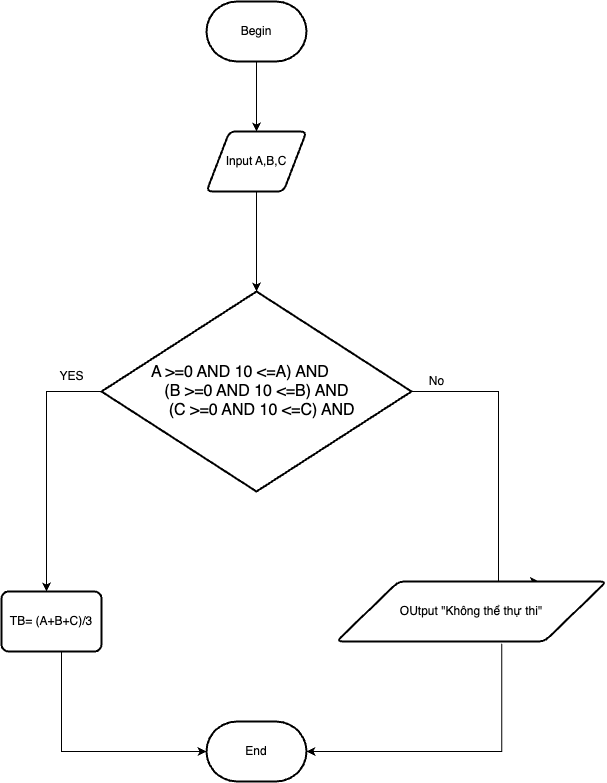 Begin
Input A,B,C
A >=0 AND 10 <=A) AND
(B >=0 AND 10 <=B) AND
(C >=0 AND 10 <=C) AND
YES
No
TB= (A+B+C)/3
OUtput "Không thể thự thi"
End